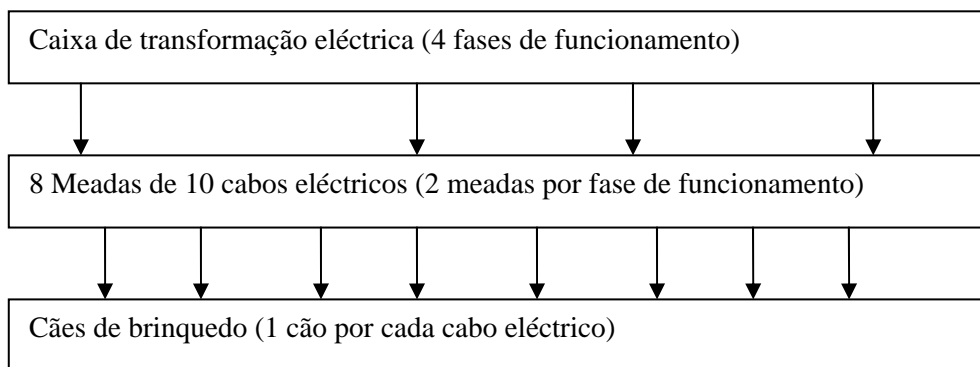 Caixa de transformação eléctrica (4 fases de funcionamento)
8 Meadas de 10 cabos eléctricos (2 meadas por fase de funcionamento)
Cães de brinquedo (1 cão por cada cabo eléctrico)